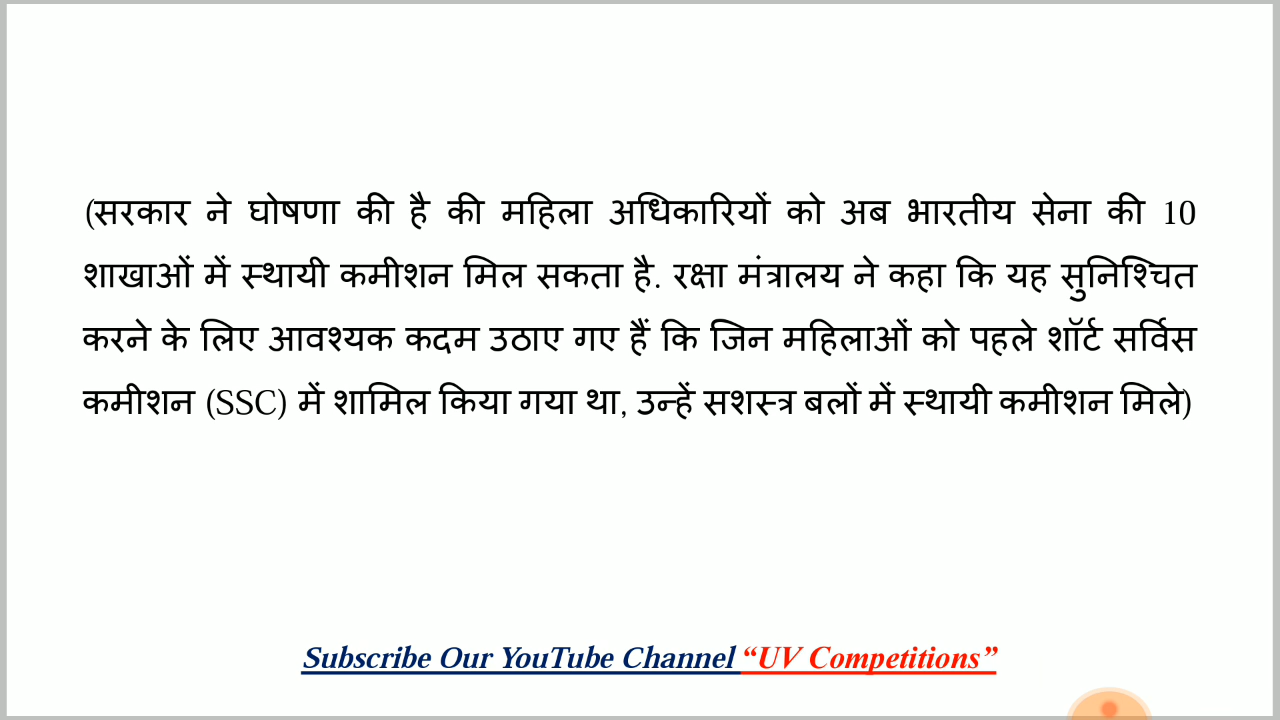 (सरकार ने घोषणा की है की महिला अधिकारियों को अब भारतीय सेना की 10
शाखाओं में स्थायी कमीशन मिल सकता है. रक्षा मंत्रालय ने कहा कि यह सुनिश्चित
करने के लिए आवश्यक कदम उठाए गए हैं कि जिन महिलाओं को पहले शॉर्ट सर्विस
कमीशन (SSC) में शामिल किया गया था, उन्हें सशस्त्र बलों में स्थायी कमीशन मिले)
Subscribe Our YouTube Channel “UV Competitions”